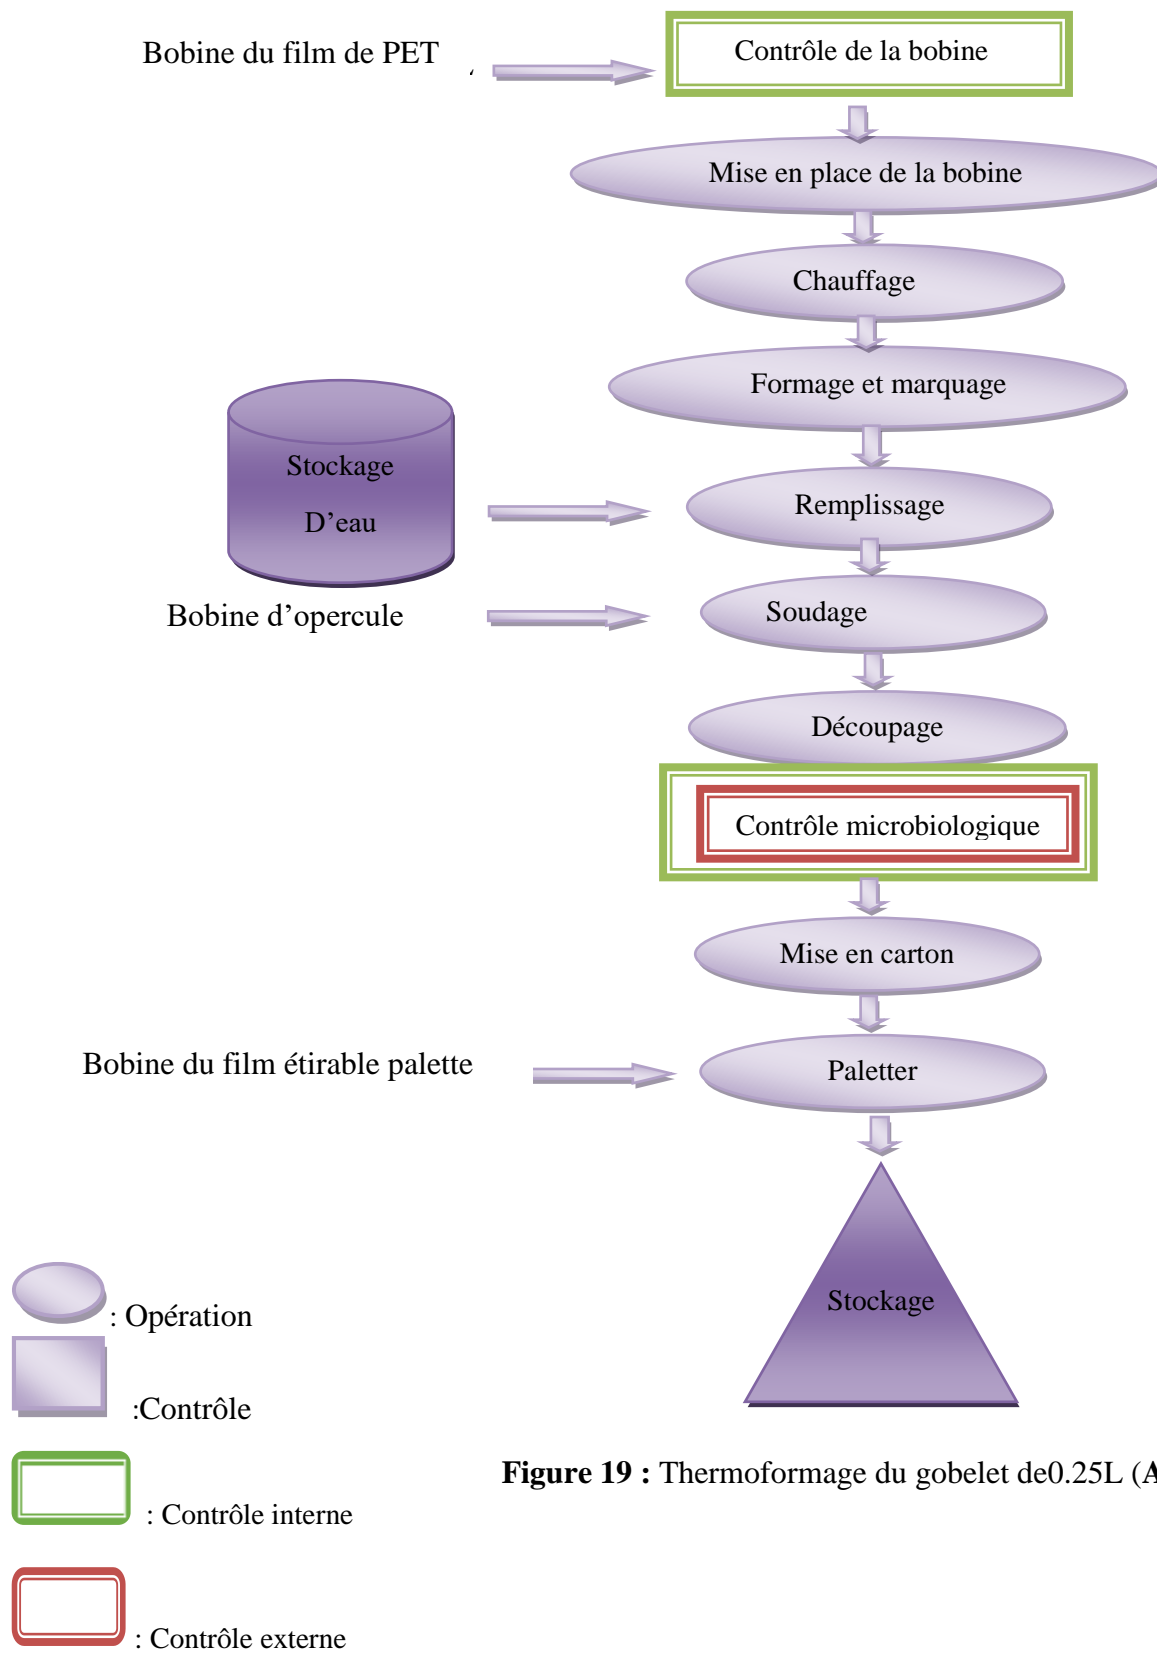 Bobine du film de PET
Contrôle de la bobine
Mise en place de la bobine
Chauffage
Formage et marquage
Stockage
D’eau
Remplissage
Bobine d’opercule
Soudage
Découpage
Contrôle microbiologique
Mise en carton
Bobine du film étirable palette
Paletter
Stockage
: Opération
:Contrôle
Figure 19 : Thermoformage du gobelet de0.25L (A
: Contrôle interne
: Contrôle externe